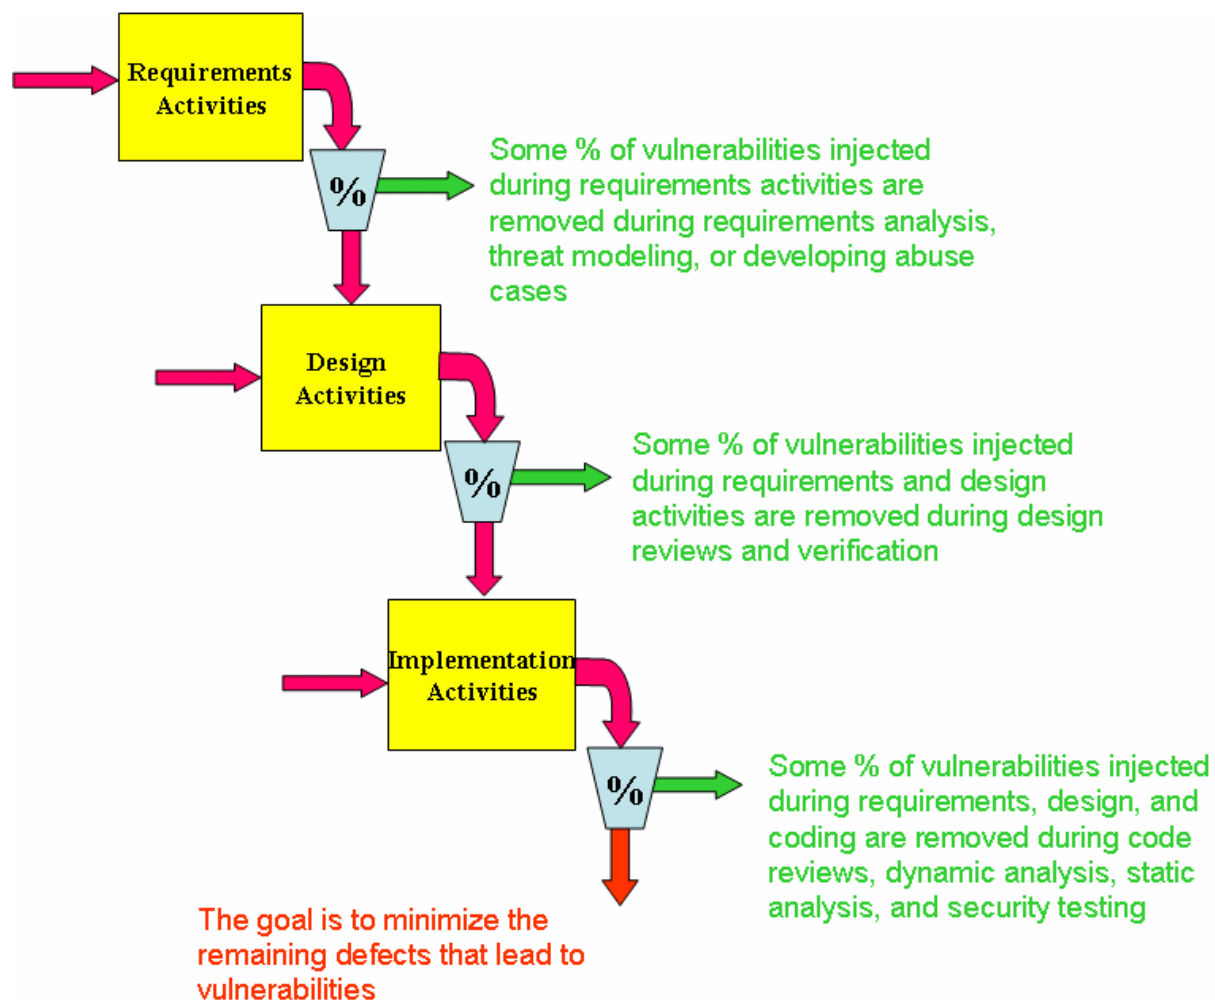 Requirements
Activities
%
Some % of vulnerabilities injected
during requirements activities are
removed during requirements analysis,
threat modeling, or developing abuse
cases
Design
Activities
%
Some % of vulnerabilities injected
during requirements and design
activities are removed during design
reviews and verification
Implementation
Activities
%
Some % of vulnerabilities injected
during requirements, design, and
coding are removed during code
reviews, dynamic analysis, static
analysis, and security testing
The goal is to minimize the
remaining defects that lead to
vulnerabilities